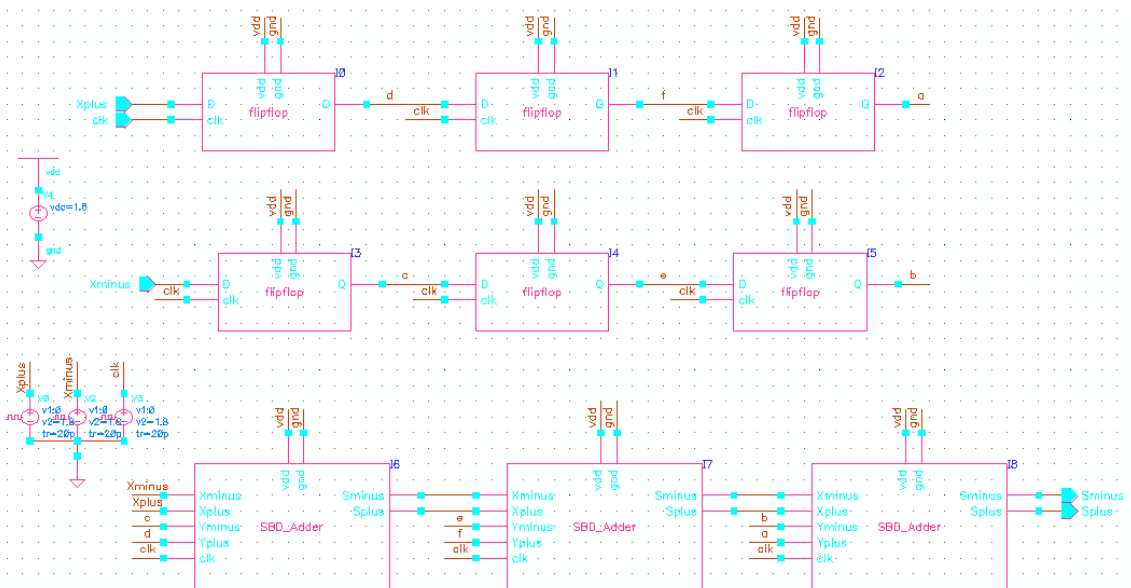 vdd gnd vdd gnd vdd gnd
I0 I1 I2
vdd gnd vdd gnd vdd gnd
Xplus D Q d D Q f D Q a
clk clk flipflop clk clk flipflop clk clk flipflop
vdd
V4
vdc=1.8
gnd
vdd gnd vdd gnd vdd gnd
I3 I4 I5
vdd gnd vdd gnd vdd gnd
Xminus D Q c D Q e D Q b
clk clk flipflop clk clk flipflop clk clk flipflop
Xplus Xminus clk
V0 V2 V3
v1:0 v1:0 v1:0
v2=1.8 v2=1.8 v2=1.8
tr=20p tr=20p tr=20p
vdd gnd vdd gnd vdd gnd
I6 I7 I8
vdd gnd vdd gnd vdd gnd
Xminus Xminus Sminus Xminus Sminus Xminus Sminus Sminus
Xplus Xplus Splus Xplus Splus Xplus Splus Splus
c Yminus SBD_Adder e Yminus SBD_Adder b Yminus SBD_Adder
d Yplus f Yplus a Yplus
clk clk clk clk clk clk